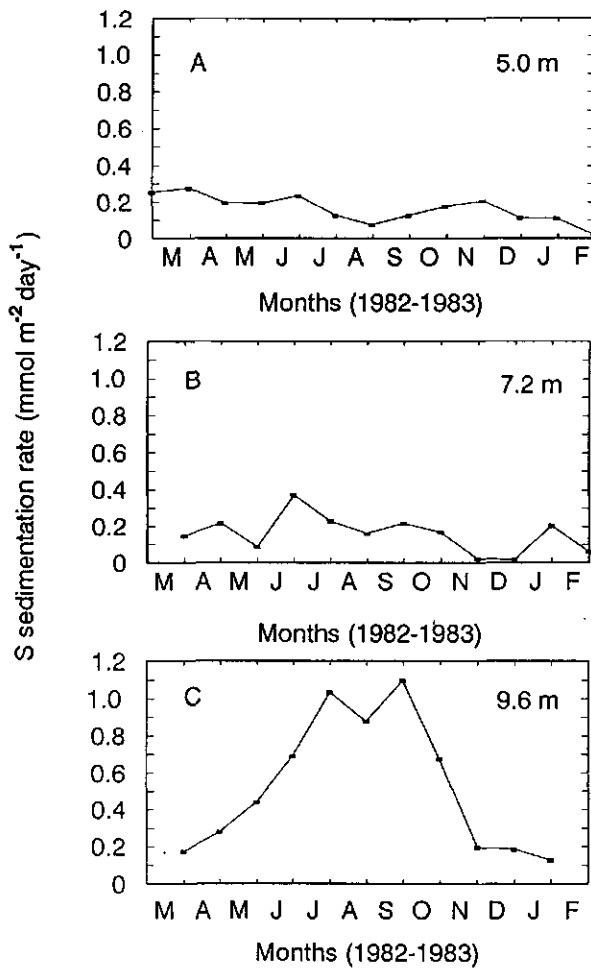 S sedimentation rate (mmol m⁻² day⁻¹)
1.2
1.0
0.8
0.6
0.4
0.2
0
A
5.0 m
M A M J J A S O N D J F
Months (1982-1983)
1.2
1.0
0.8
0.6
0.4
0.2
0
B
7.2 m
M A M J J A S O N D J F
Months (1982-1983)
1.2
1.0
0.8
0.6
0.4
0.2
0
C
9.6 m
M A M J J A S O N D J F
Months (1982-1983)